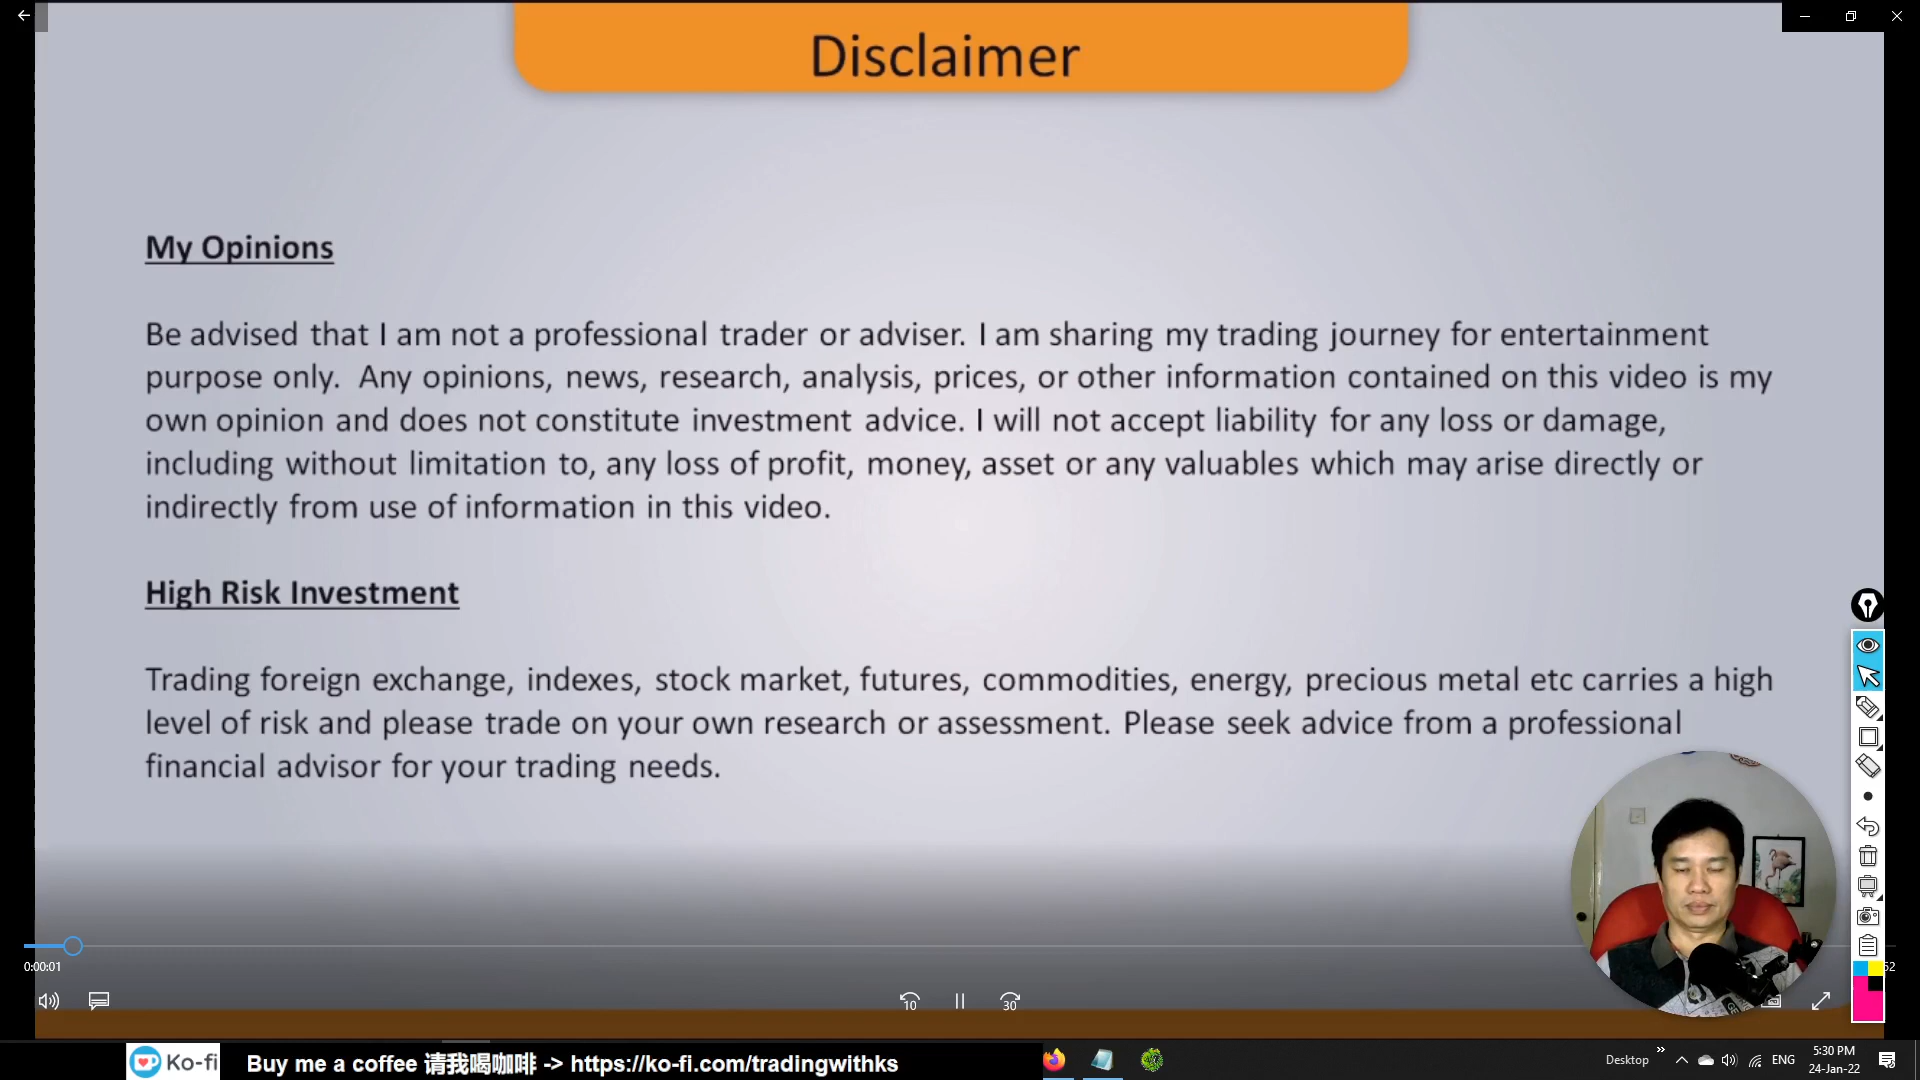 Disclaimer
My Opinions
Be advised that I am not a professional trader or adviser. I am sharing my trading journey for entertainment
purpose only.  Any opinions, news, research, analysis, prices, or other information contained on this video is my
own opinion and does not constitute investment advice. I will not accept liability for any loss or damage,
including without limitation to, any loss of profit, money, asset or any valuables which may arise directly or
indirectly from use of information in this video.
High Risk Investment
Trading foreign exchange, indexes, stock market, futures, commodities, energy, precious metal etc carries a high
level of risk and please trade on your own research or assessment. Please seek advice from a professional
financial advisor for your trading needs.
0:00:01
52
10
30
Ko-fi Buy me a coffee 请我喝咖啡 -> https://ko-fi.com/tradingwithks
Desktop
ENG
5:30 PM
24-Jan-22